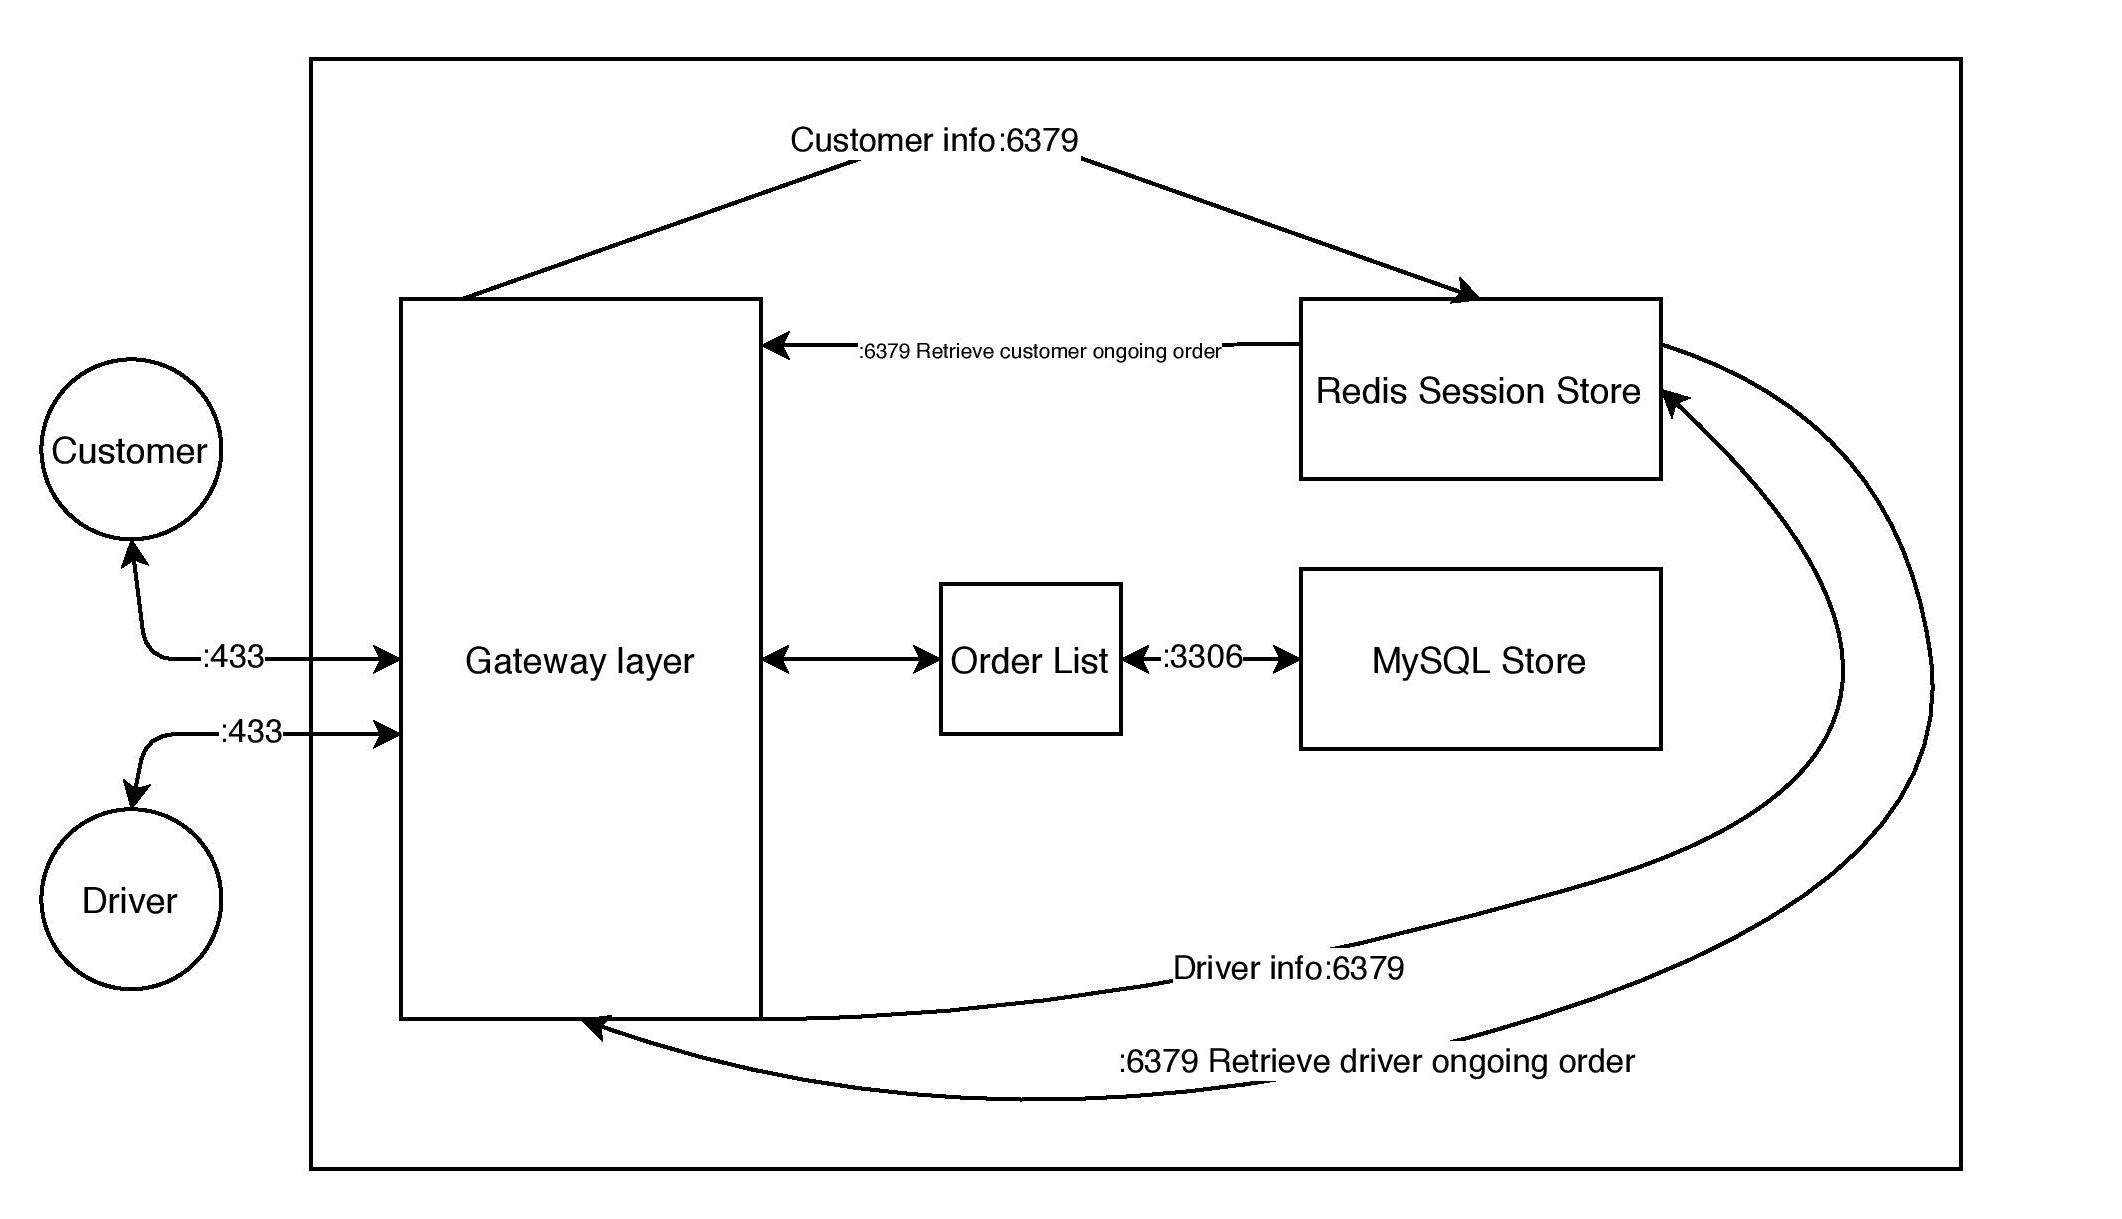 Customer info:6379
:6379 Retrieve customer ongoing order
Redis Session Store
Customer
:433
Gateway layer
Order List
:3306
MySQL Store
:433
Driver
Driver info:6379
:6379 Retrieve driver ongoing order